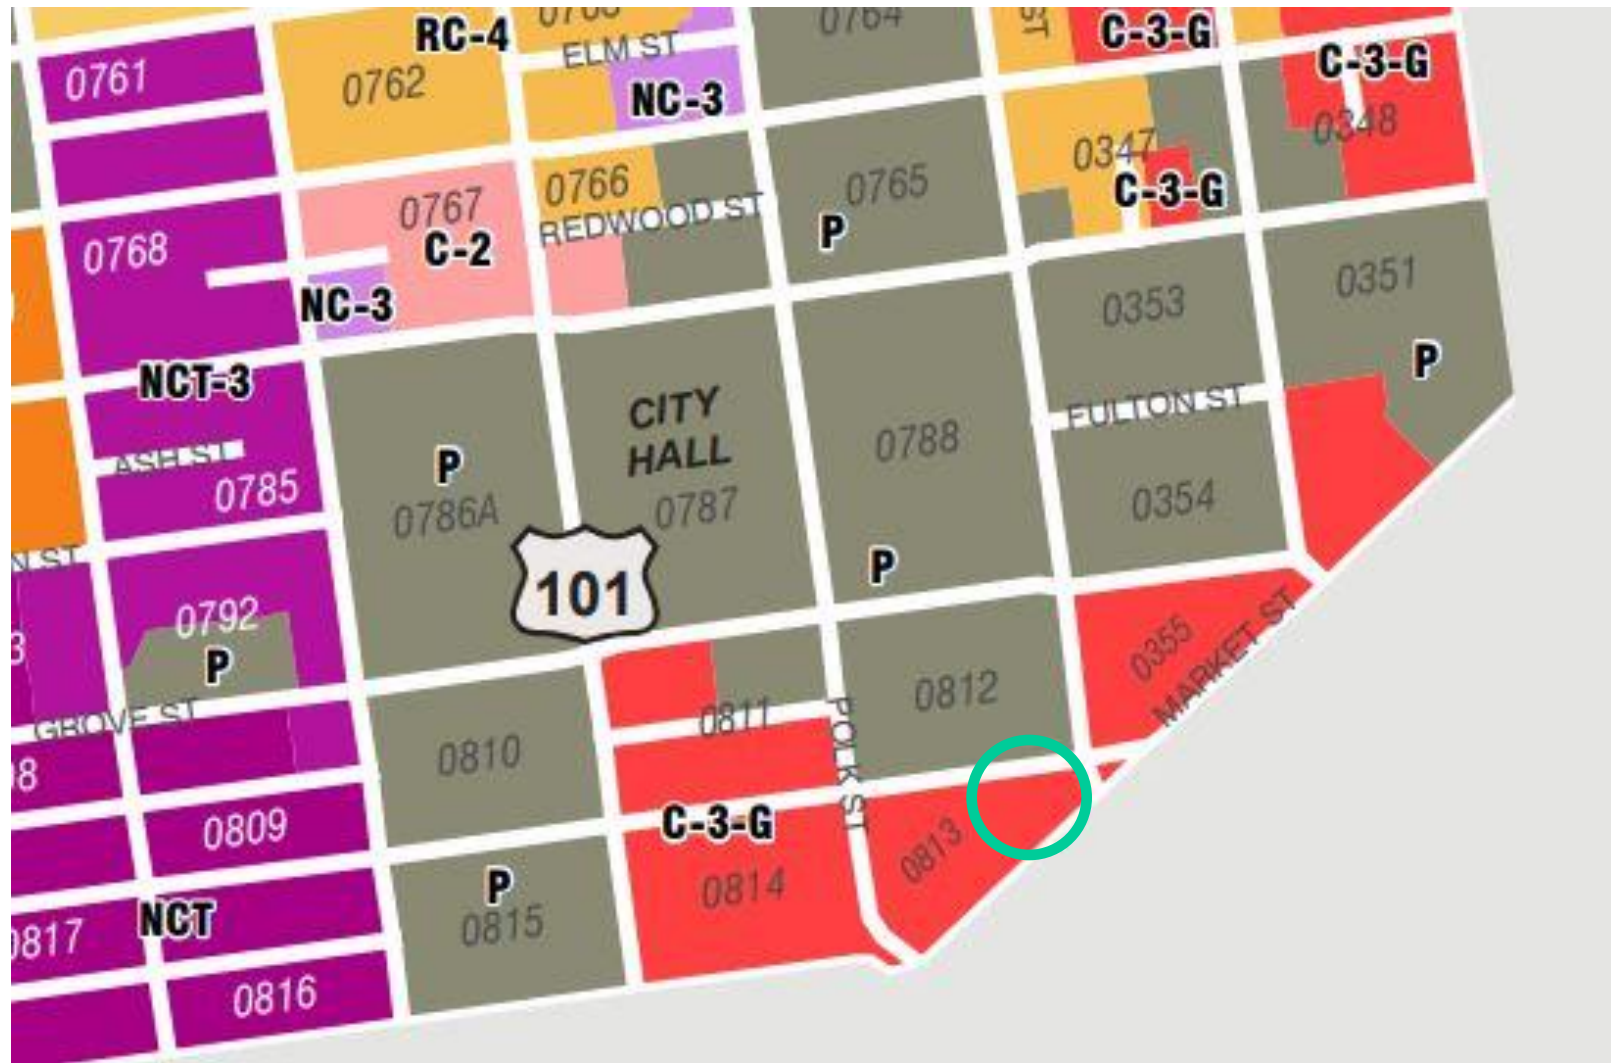 RC-4
ELM ST
0764
ST
C-3-G
C-3-G
0761
0762
NC-3
0348
0347
C-3-G
0766
0765
0767
REDWOOD ST
P
C-2
0768
NC-3
0351
0353
P
NCT-3
CITY
HALL
FULTON ST
0788
ASH ST
P
0785
0786A
0787
0354
P
101
N ST
0792
P
0355
MARKET ST
GROVE ST
0811
POLK ST
0812
0810
C-3-G
0809
0813
P
0814
0815
NCT
0817
0816